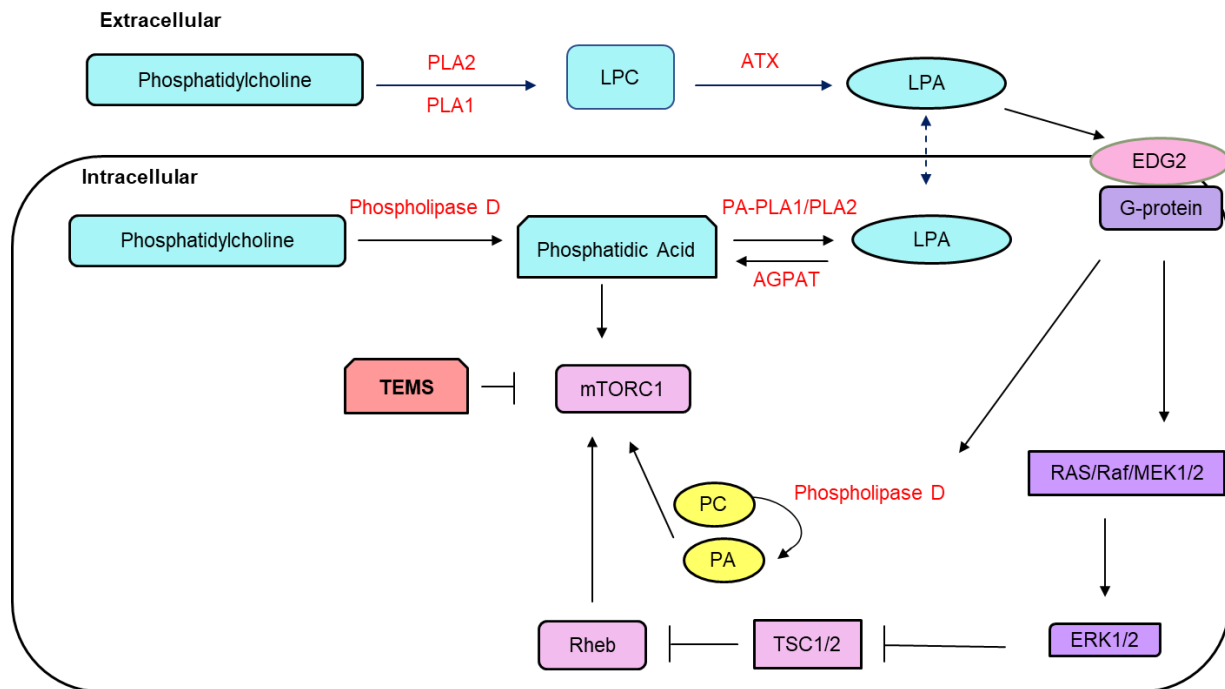 Extracellular
Phosphatidylcholine
PLA2
PLA1
LPC
ATX
LPA
EDG2
G-protein
Intracellular
Phosphatidylcholine
Phospholipase D
Phosphatidic Acid
PA-PLA1/PLA2
AGPAT
LPA
TEMS
mTORC1
RAS/Raf/MEK1/2
PC
Phospholipase D
PA
Rheb
TSC1/2
ERK1/2